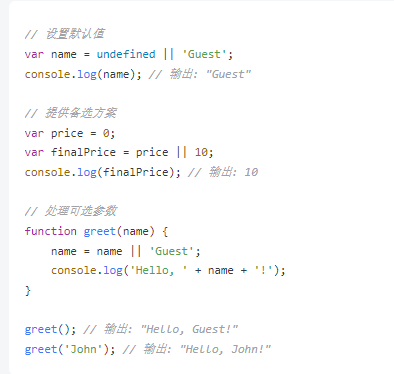 // 设置默认值
var name = undefined || 'Guest';
console.log(name); // 输出: "Guest"
// 提供备选方案
var price = 0;
var finalPrice = price || 10;
console.log(finalPrice); // 输出: 10
// 处理可选参数
function greet(name) {
    name = name || 'Guest';
    console.log('Hello, ' + name + '!');
}
greet(); // 输出: "Hello, Guest!"
greet('John'); // 输出: "Hello, John!"